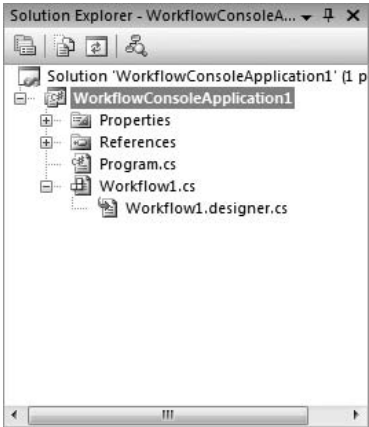 Solution Explorer - WorkflowConsoleA...
Solution 'WorkflowConsoleApplication1' (1 p
WorkflowConsoleApplication1
Properties
References
Program.cs
Workflow1.cs
Workflow1.designer.cs